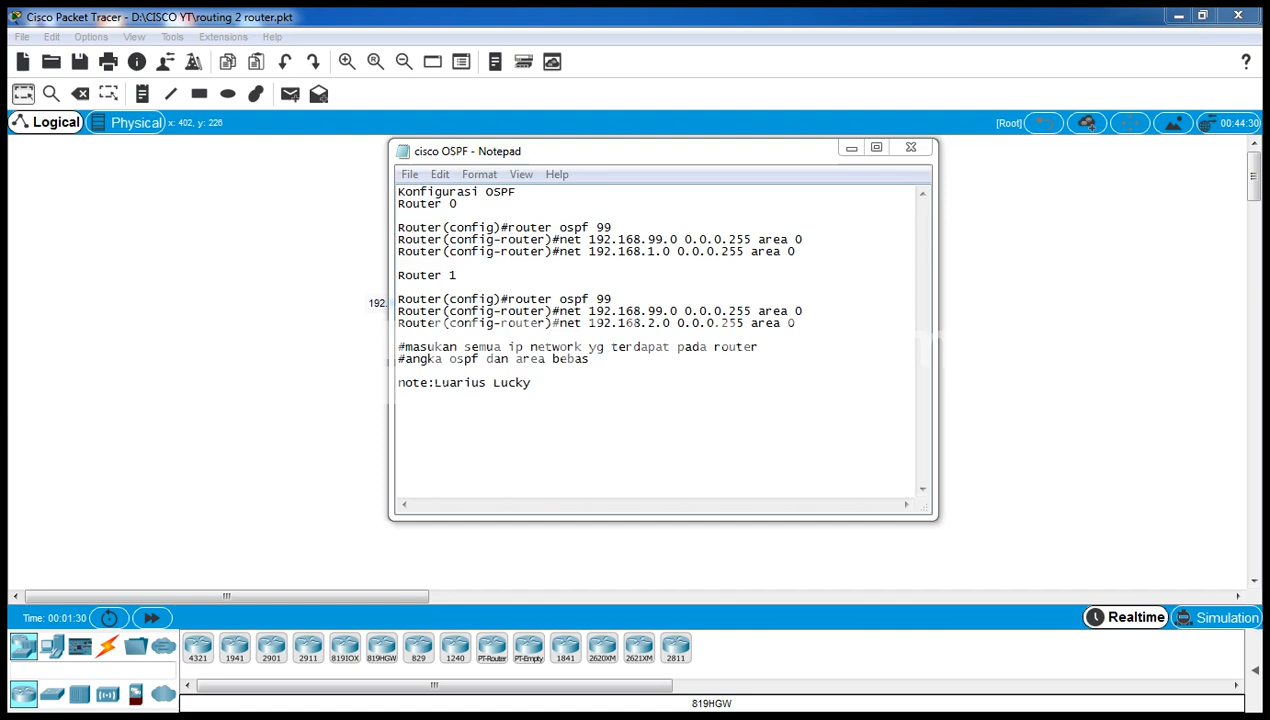 Cisco Packet Tracer - D:\CISCO YT\routing 2 router.pkt
File Edit Options View Tools Extensions Help
?
Logical Physical x: 402, y: 226 [Root] 00:44:30
cisco OSPF - Notepad
File Edit Format View Help
Konfigurasi OSPF
Router 0
Router(config)#router ospf 99
Router(config-router)#net 192.168.99.0 0.0.0.255 area 0
Router(config-router)#net 192.168.1.0 0.0.0.255 area 0
Router 1
192.
Router(config)#router ospf 99
Router(config-router)#net 192.168.99.0 0.0.0.255 area 0
Router(config-router)#net 192.168.2.0 0.0.0.255 area 0
#masukan semua ip network yg terdapat pada router
#angka ospf dan area bebas
note:Luarius Lucky
Time: 00:01:30 Realtime Simulation
4321 1941 2901 2911 819IOX 819HGW 829 1240 PT-Router PT-Empty 1841 2620XM 2621XM 2811
819HGW